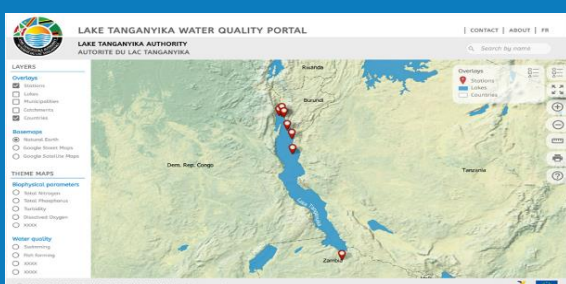 LAKE TANGANYIKA WATER QUALITY PORTAL
| CONTACT | ABOUT | FR
LAKE TANGANYIKA AUTHORITY
AUTORITE DU LAC TANGANYIKA
Search by name
LAYERS
Overlays
Stations
Lakes
Municipalities
Catchments
Countries
Basemaps
Natural Earth
Google Street Maps
Google Satellite Maps
THEME MAPS
Biophysical parameters
Total Nitrogen
Total Phosphorus
Turbidity
Dissolved Oxygen
XXXX
Water quality
Swimming
Fish farming
XXXX
XXXX
Overlays
Stations
Lakes
Countries
Rwanda
Burundi
Dem. Rep. Congo
Tanzania
Lake Tanganyika
Zambia